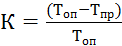 К = (Tоп−Tпр) / Tоп